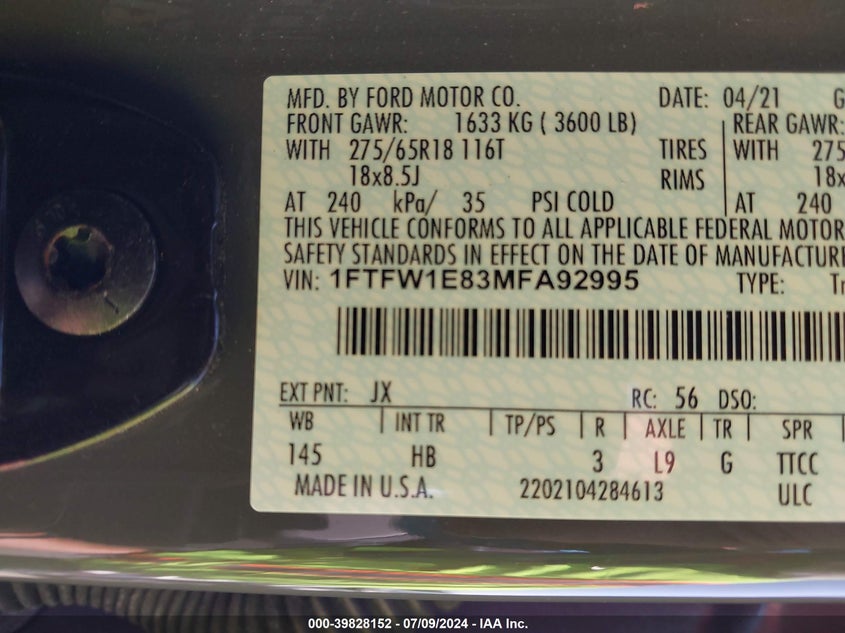 MFD. BY FORD MOTOR CO. DATE: 04/21 G
FRONT GAWR: 1633 KG ( 3600 LB) REAR GAWR:
WITH 275/65R18 116T TIRES WITH 275
18x8.5J RIMS 18x
AT 240 kPa/ 35 PSI COLD AT 240
THIS VEHICLE CONFORMS TO ALL APPLICABLE FEDERAL MOTOR
SAFETY STANDARDS IN EFFECT ON THE DATE OF MANUFACTURE
VIN: 1FTFW1E83MFA92995 TYPE: Tr
EXT PNT: JX RC: 56 DSO:
WB INT TR TP/PS R AXLE TR SPR
145 HB 3 L9 G TTCC
MADE IN U.S.A. 2202104284613 ULC
000-39828152 - 07/09/2024 - IAA Inc.